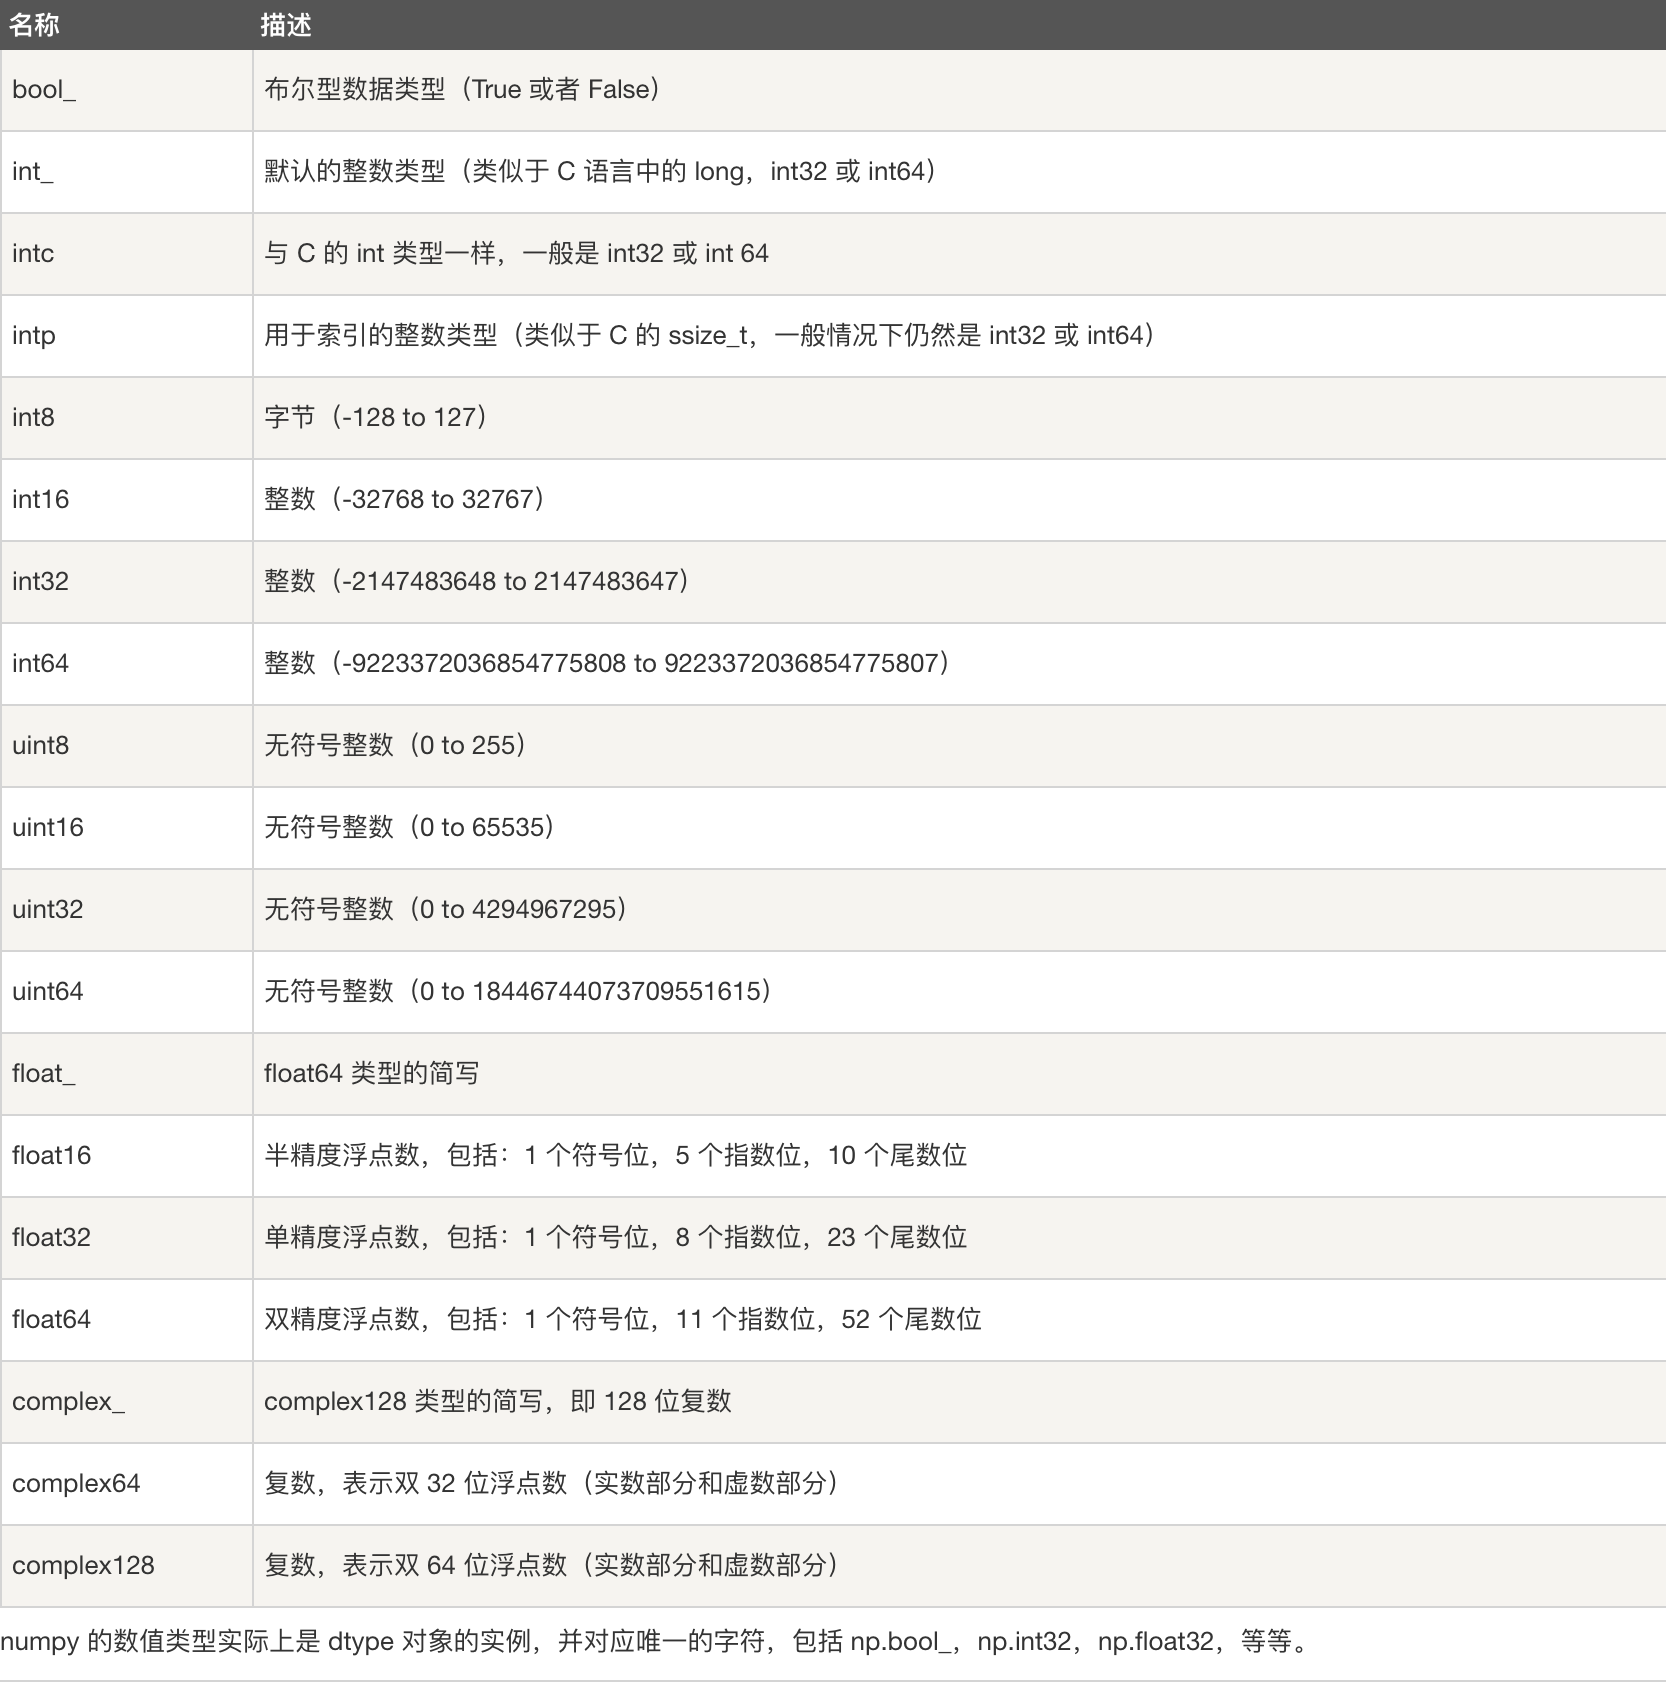 名称 描述
bool_ 布尔型数据类型（True 或者 False）
int_ 默认的整数类型（类似于 C 语言中的 long，int32 或 int64）
intc 与 C 的 int 类型一样，一般是 int32 或 int 64
intp 用于索引的整数类型（类似于 C 的 ssize_t，一般情况下仍然是 int32 或 int64）
int8 字节（-128 to 127）
int16 整数（-32768 to 32767）
int32 整数（-2147483648 to 2147483647）
int64 整数（-9223372036854775808 to 9223372036854775807）
uint8 无符号整数（0 to 255）
uint16 无符号整数（0 to 65535）
uint32 无符号整数（0 to 4294967295）
uint64 无符号整数（0 to 18446744073709551615）
float_ float64 类型的简写
float16 半精度浮点数，包括：1 个符号位，5 个指数位，10 个尾数位
float32 单精度浮点数，包括：1 个符号位，8 个指数位，23 个尾数位
float64 双精度浮点数，包括：1 个符号位，11 个指数位，52 个尾数位
complex_ complex128 类型的简写，即 128 位复数
complex64 复数，表示双 32 位浮点数（实数部分和虚数部分）
complex128 复数，表示双 64 位浮点数（实数部分和虚数部分）
numpy 的数值类型实际上是 dtype 对象的实例，并对应唯一的字符，包括 np.bool_，np.int32，np.float32，等等。